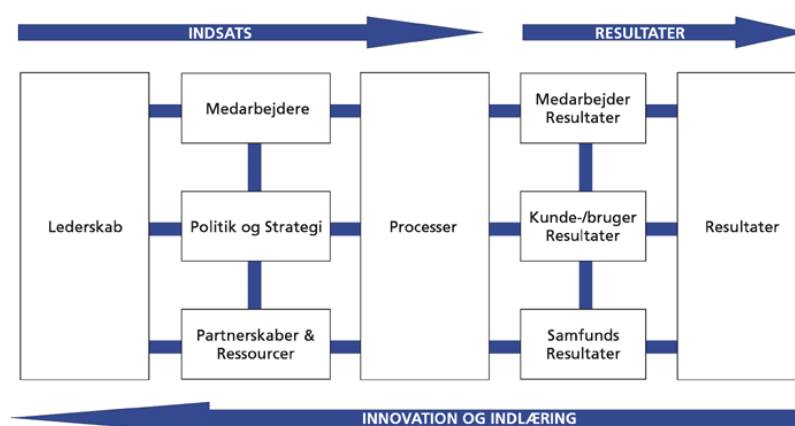 INDSATS
RESULTATER
Lederskab
Medarbejdere
Politik og Strategi
Partnerskaber &
Ressourcer
Processer
Medarbejder
Resultater
Kunde-/bruger
Resultater
Samfunds
Resultater
Resultater
INNOVATION OG INDLÆRING